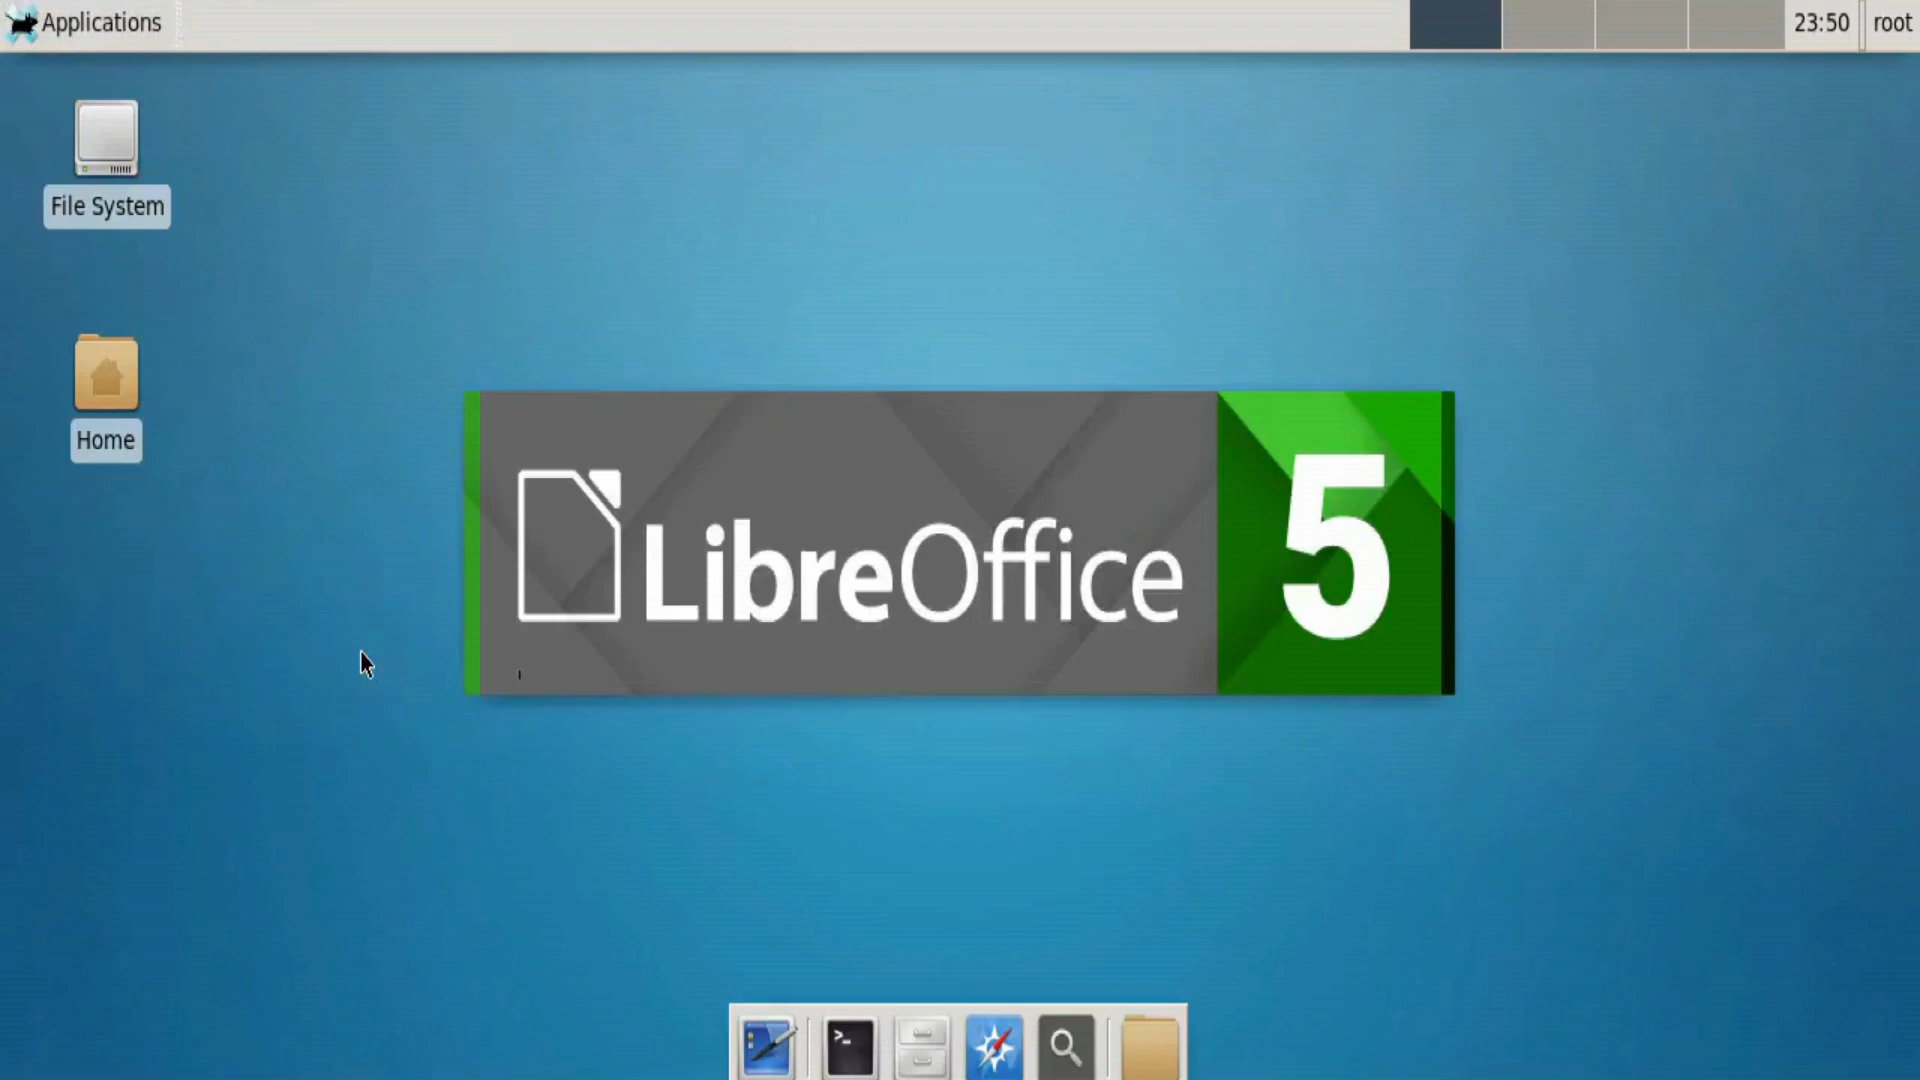 Applications
23:50
root
File System
Home
LibreOffice
5
>_